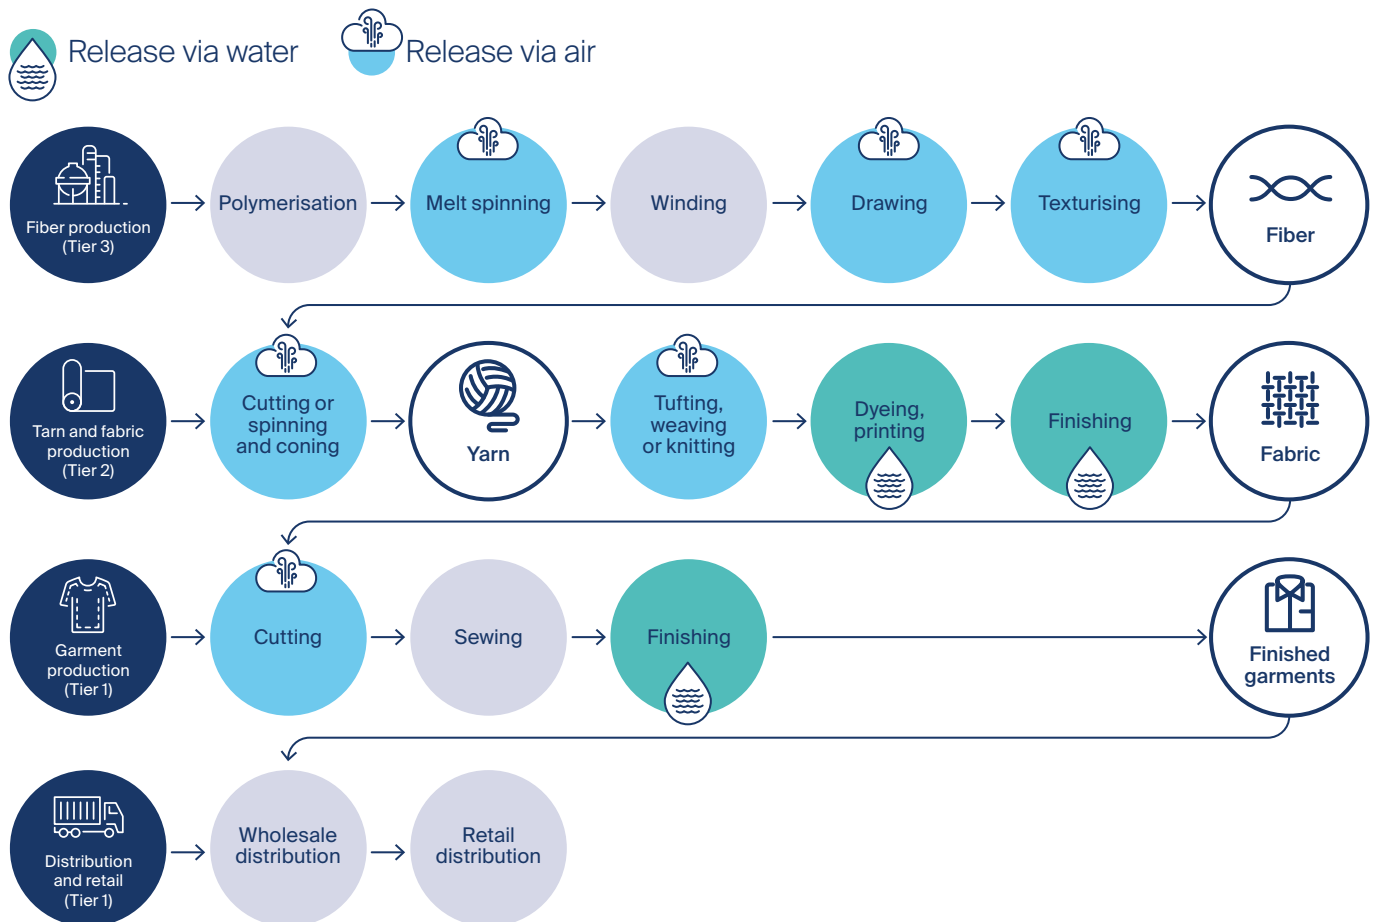 Release via water
Release via air
Fiber production
(Tier 3)
Polymerisation
Melt spinning
Winding
Drawing
Texturising
Fiber
Tarn and fabric
production
(Tier 2)
Cutting or
spinning
and coning
Yarn
Tufting,
weaving
or knitting
Dyeing,
printing
Finishing
Fabric
Garment
production
(Tier 1)
Cutting
Sewing
Finishing
Finished
garments
Distribution
and retail
(Tier 1)
Wholesale
distribution
Retail
distribution